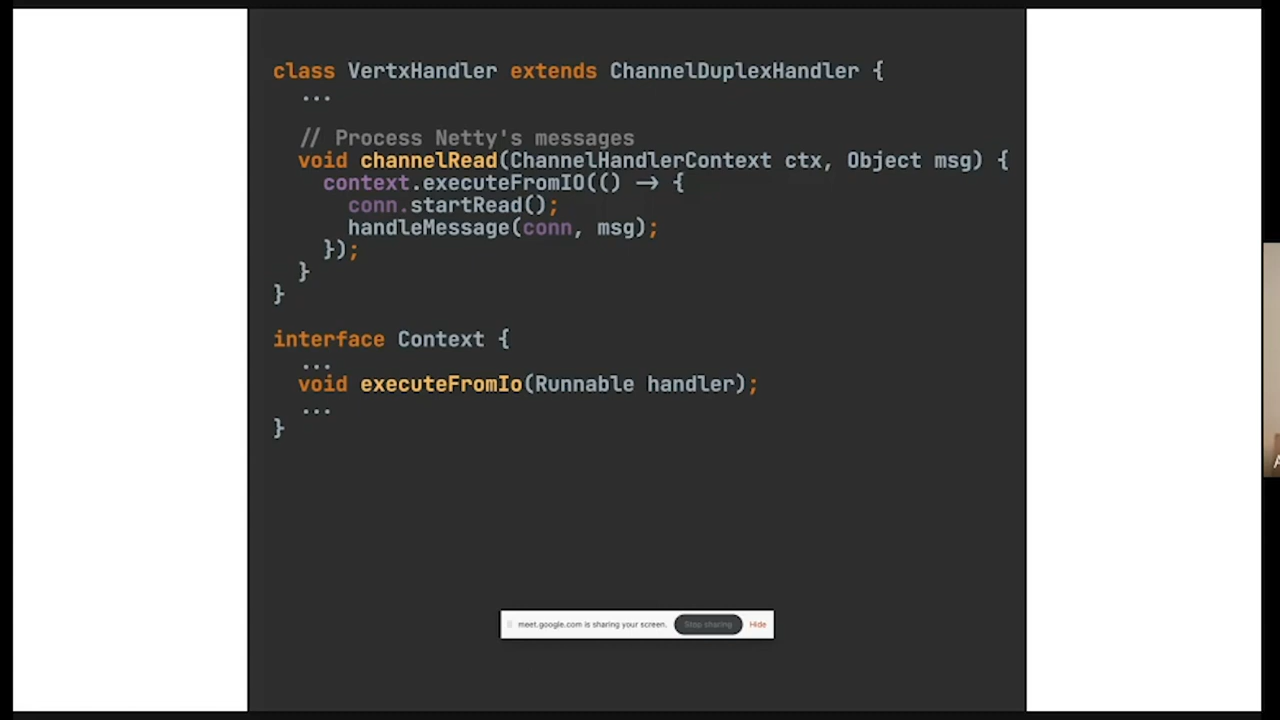 class VertxHandler extends ChannelDuplexHandler {
...
// Process Netty's messages
void channelRead(ChannelHandlerContext ctx, Object msg) {
context.executeFromIO(() -> {
conn.startRead();
handleMessage(conn, msg);
});
}
}
interface Context {
...
void executeFromIo(Runnable handler);
...
}
meet.google.com is sharing your screen. Stop sharing Hide